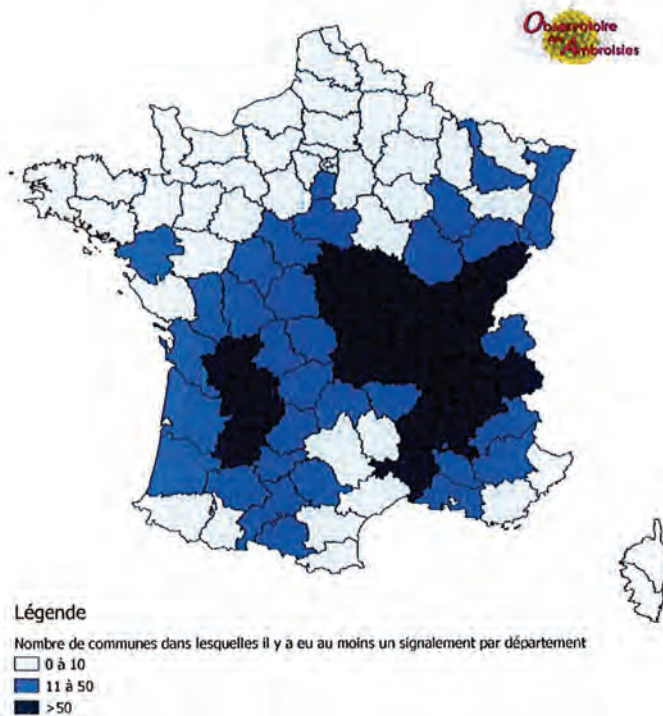 Observatoire
des
Ambroisies
Légende
Nombre de communes dans lesquelles il y a eu au moins un signalement par département
0 à 10
11 à 50
>50